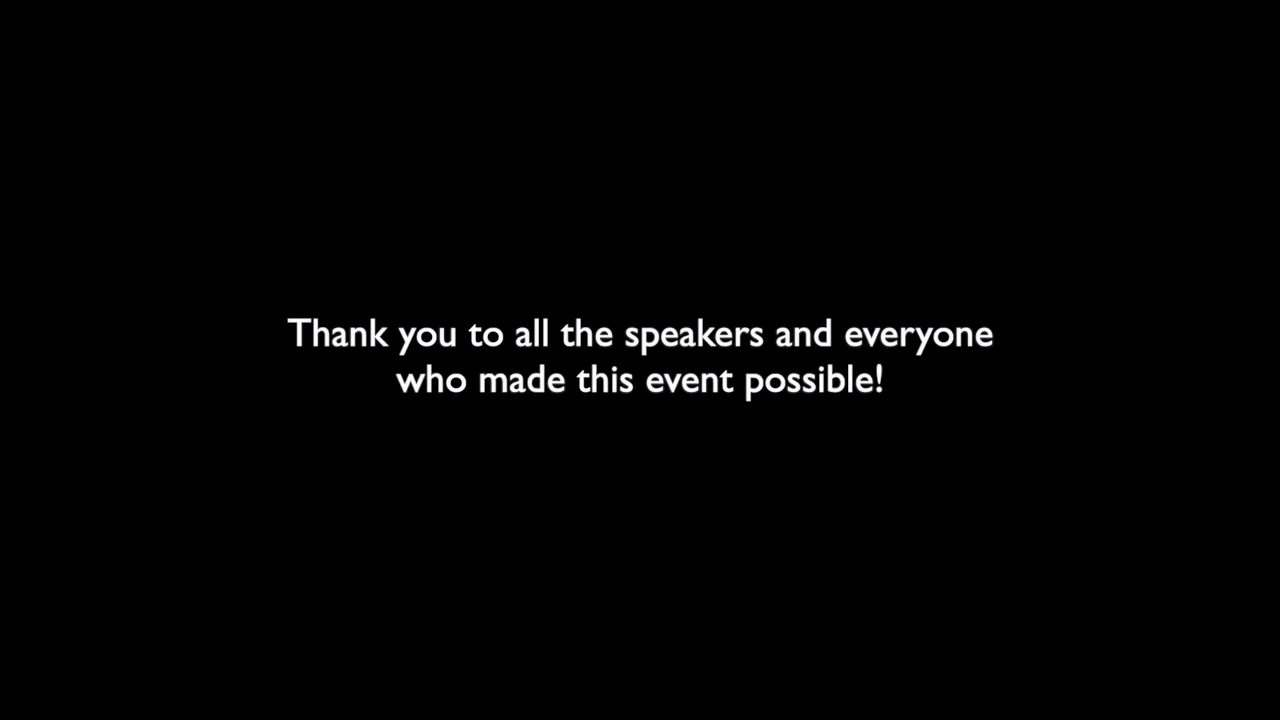 Thank you to all the speakers and everyone
who made this event possible!